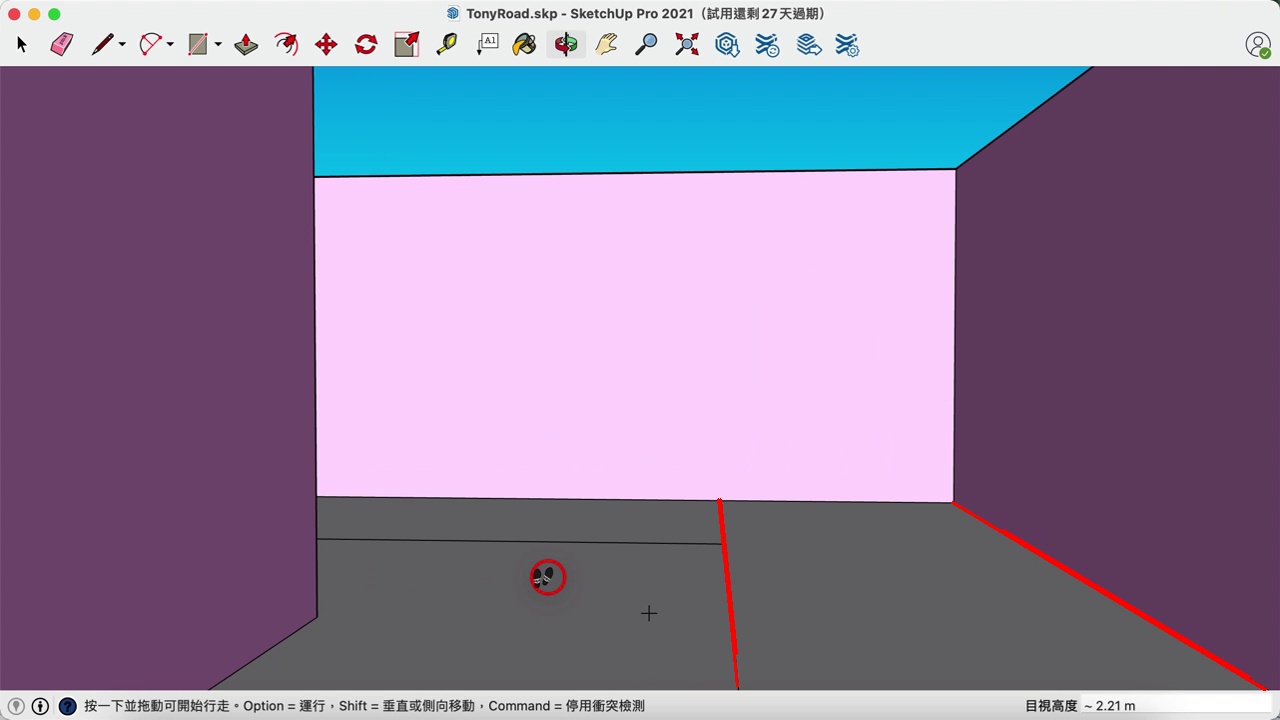 TonyRoad.skp - SketchUp Pro 2021（試用還剩 27 天過期）
A1
按一下並拖動可開始行走。Option = 運行，Shift = 垂直或側向移動，Command = 停用衝突檢測
目視高度 ~ 2.21 m